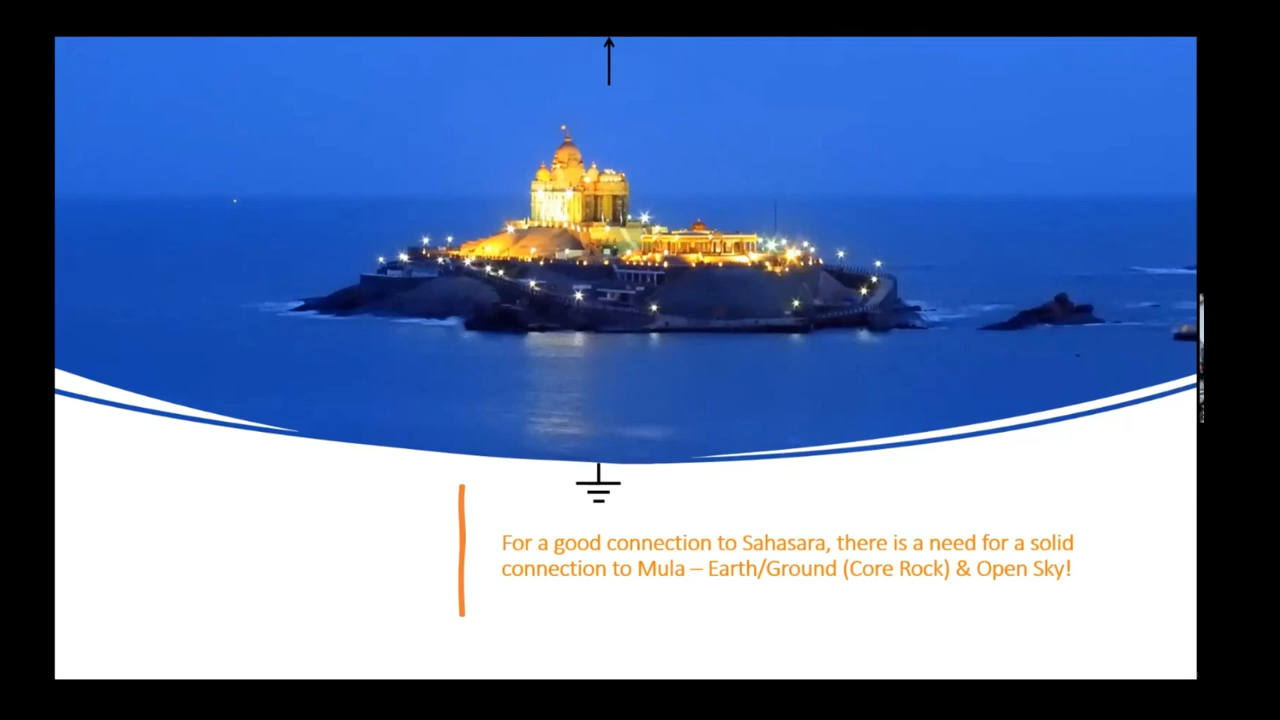 For a good connection to Sahasara, there is a need for a solid
connection to Mula – Earth/Ground (Core Rock) & Open Sky!